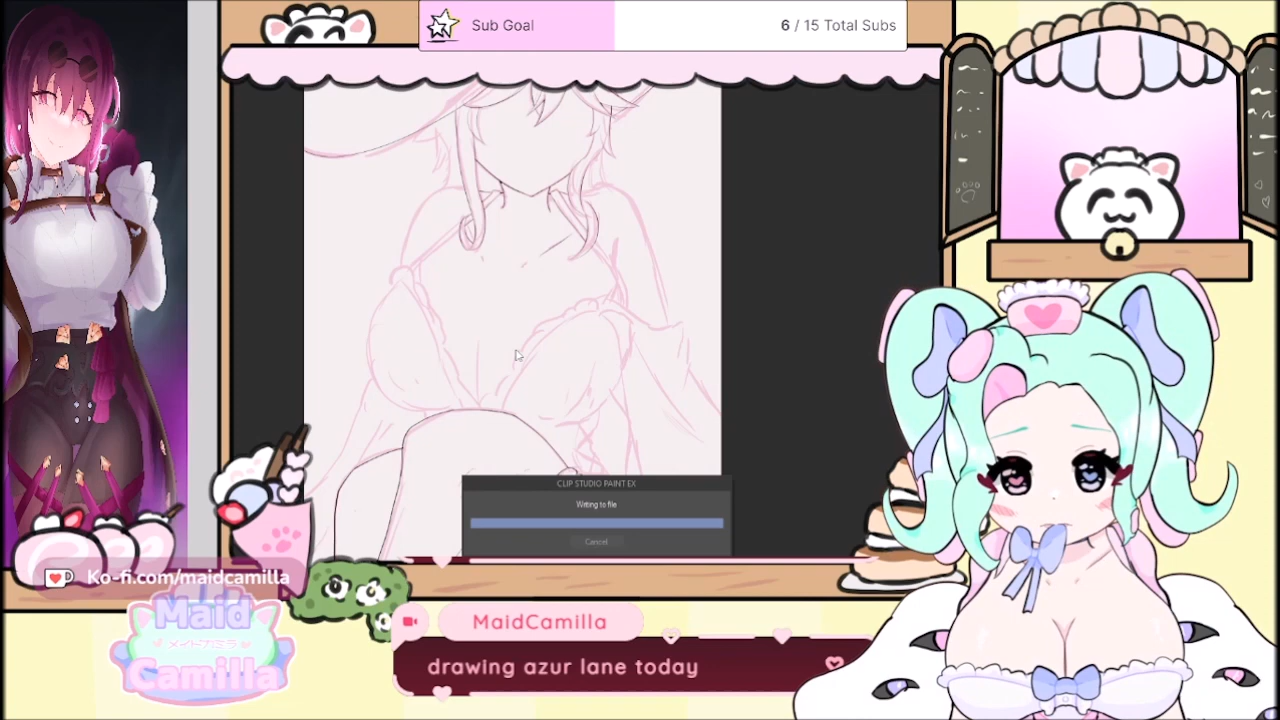 Sub Goal
6 / 15 Total Subs
CLIP STUDIO PAINT EX
Writing to file
Cancel
Ko-fi.com/maidcamilla
Maid
メイドカミラ
Camilla
MaidCamilla
drawing azur lane today